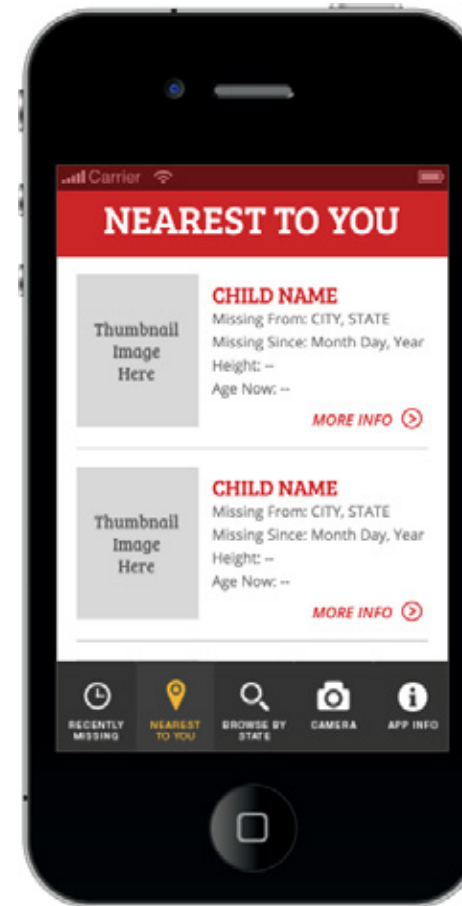 Carrier
NEAREST TO YOU
Thumbnail
Image
Here
CHILD NAME
Missing From: CITY, STATE
Missing Since: Month Day, Year
Height: --
Age Now: --
MORE INFO
Thumbnail
Image
Here
CHILD NAME
Missing From: CITY, STATE
Missing Since: Month Day, Year
Height: --
Age Now: --
MORE INFO
RECENTLY
MISSING
NEAREST
TO YOU
BROWSE BY
STATE
CAMERA
APP INFO